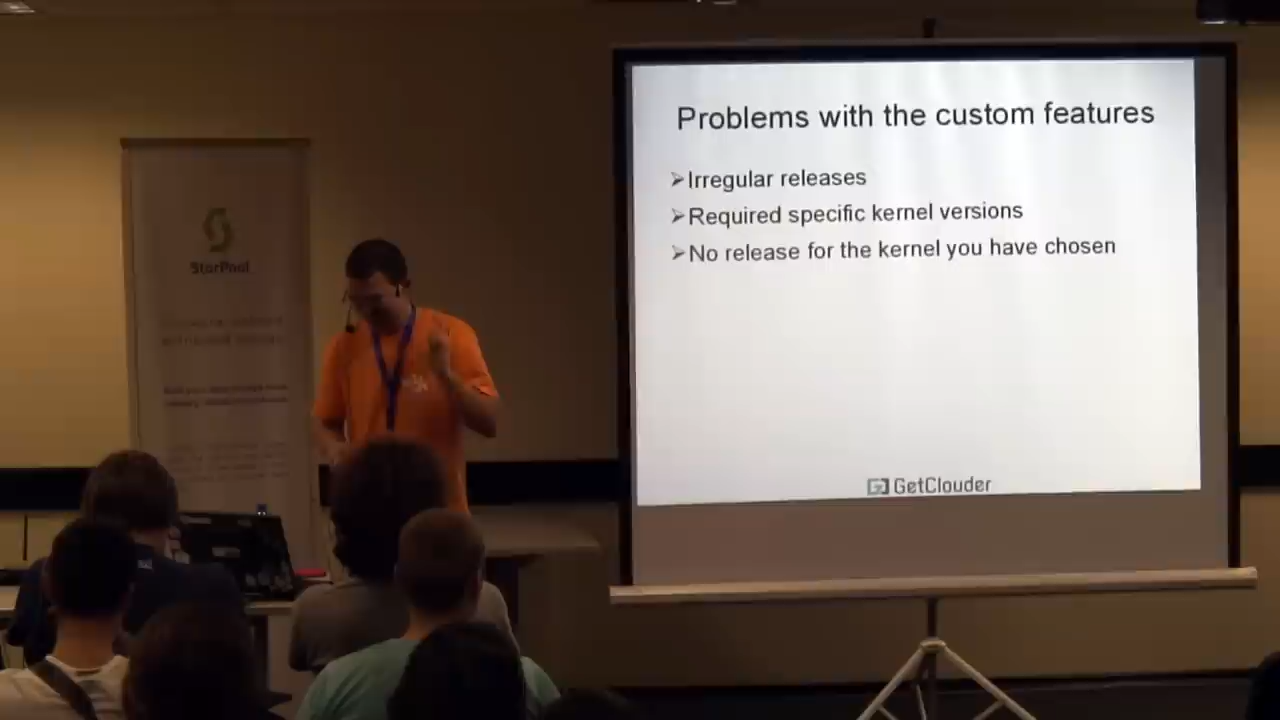 Problems with the custom features
➢Irregular releases
➢Required specific kernel versions
➢No release for the kernel you have chosen
GetClouder
StorPool